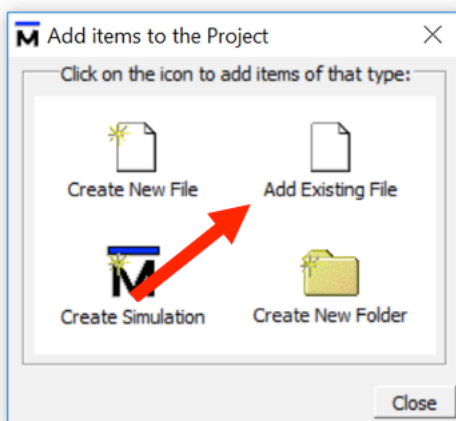 M Add items to the Project
Click on the icon to add items of that type:
Create New File
Add Existing File
M
Create Simulation
Create New Folder
Close